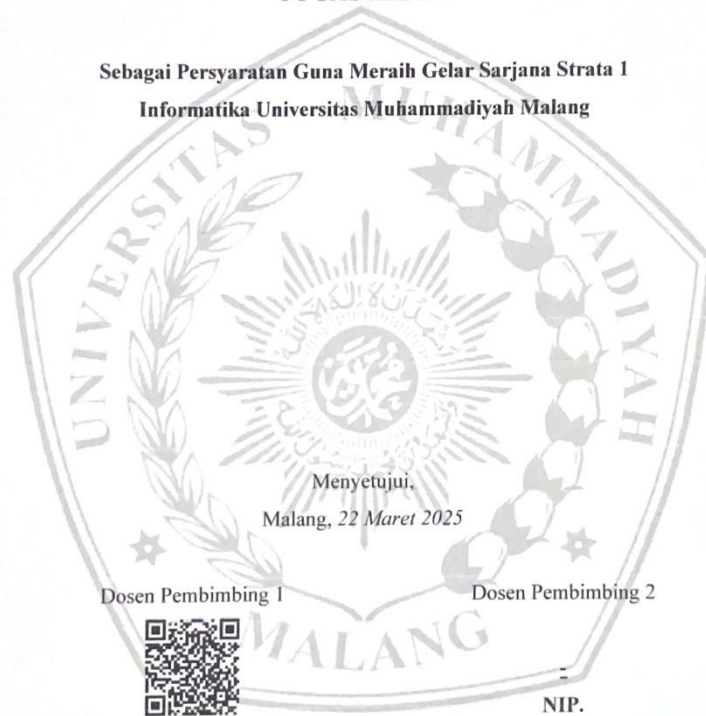 Sebagai Persyaratan Guna Meraih Gelar Sarjana Strata 1
Informatika Universitas Muhammadiyah Malang
UNIVERSITAS MUHAMMADIYAH
MALANG
Menyetujui,
Malang, 22 Maret 2025
Dosen Pembimbing 1
Dosen Pembimbing 2
-
NIP.